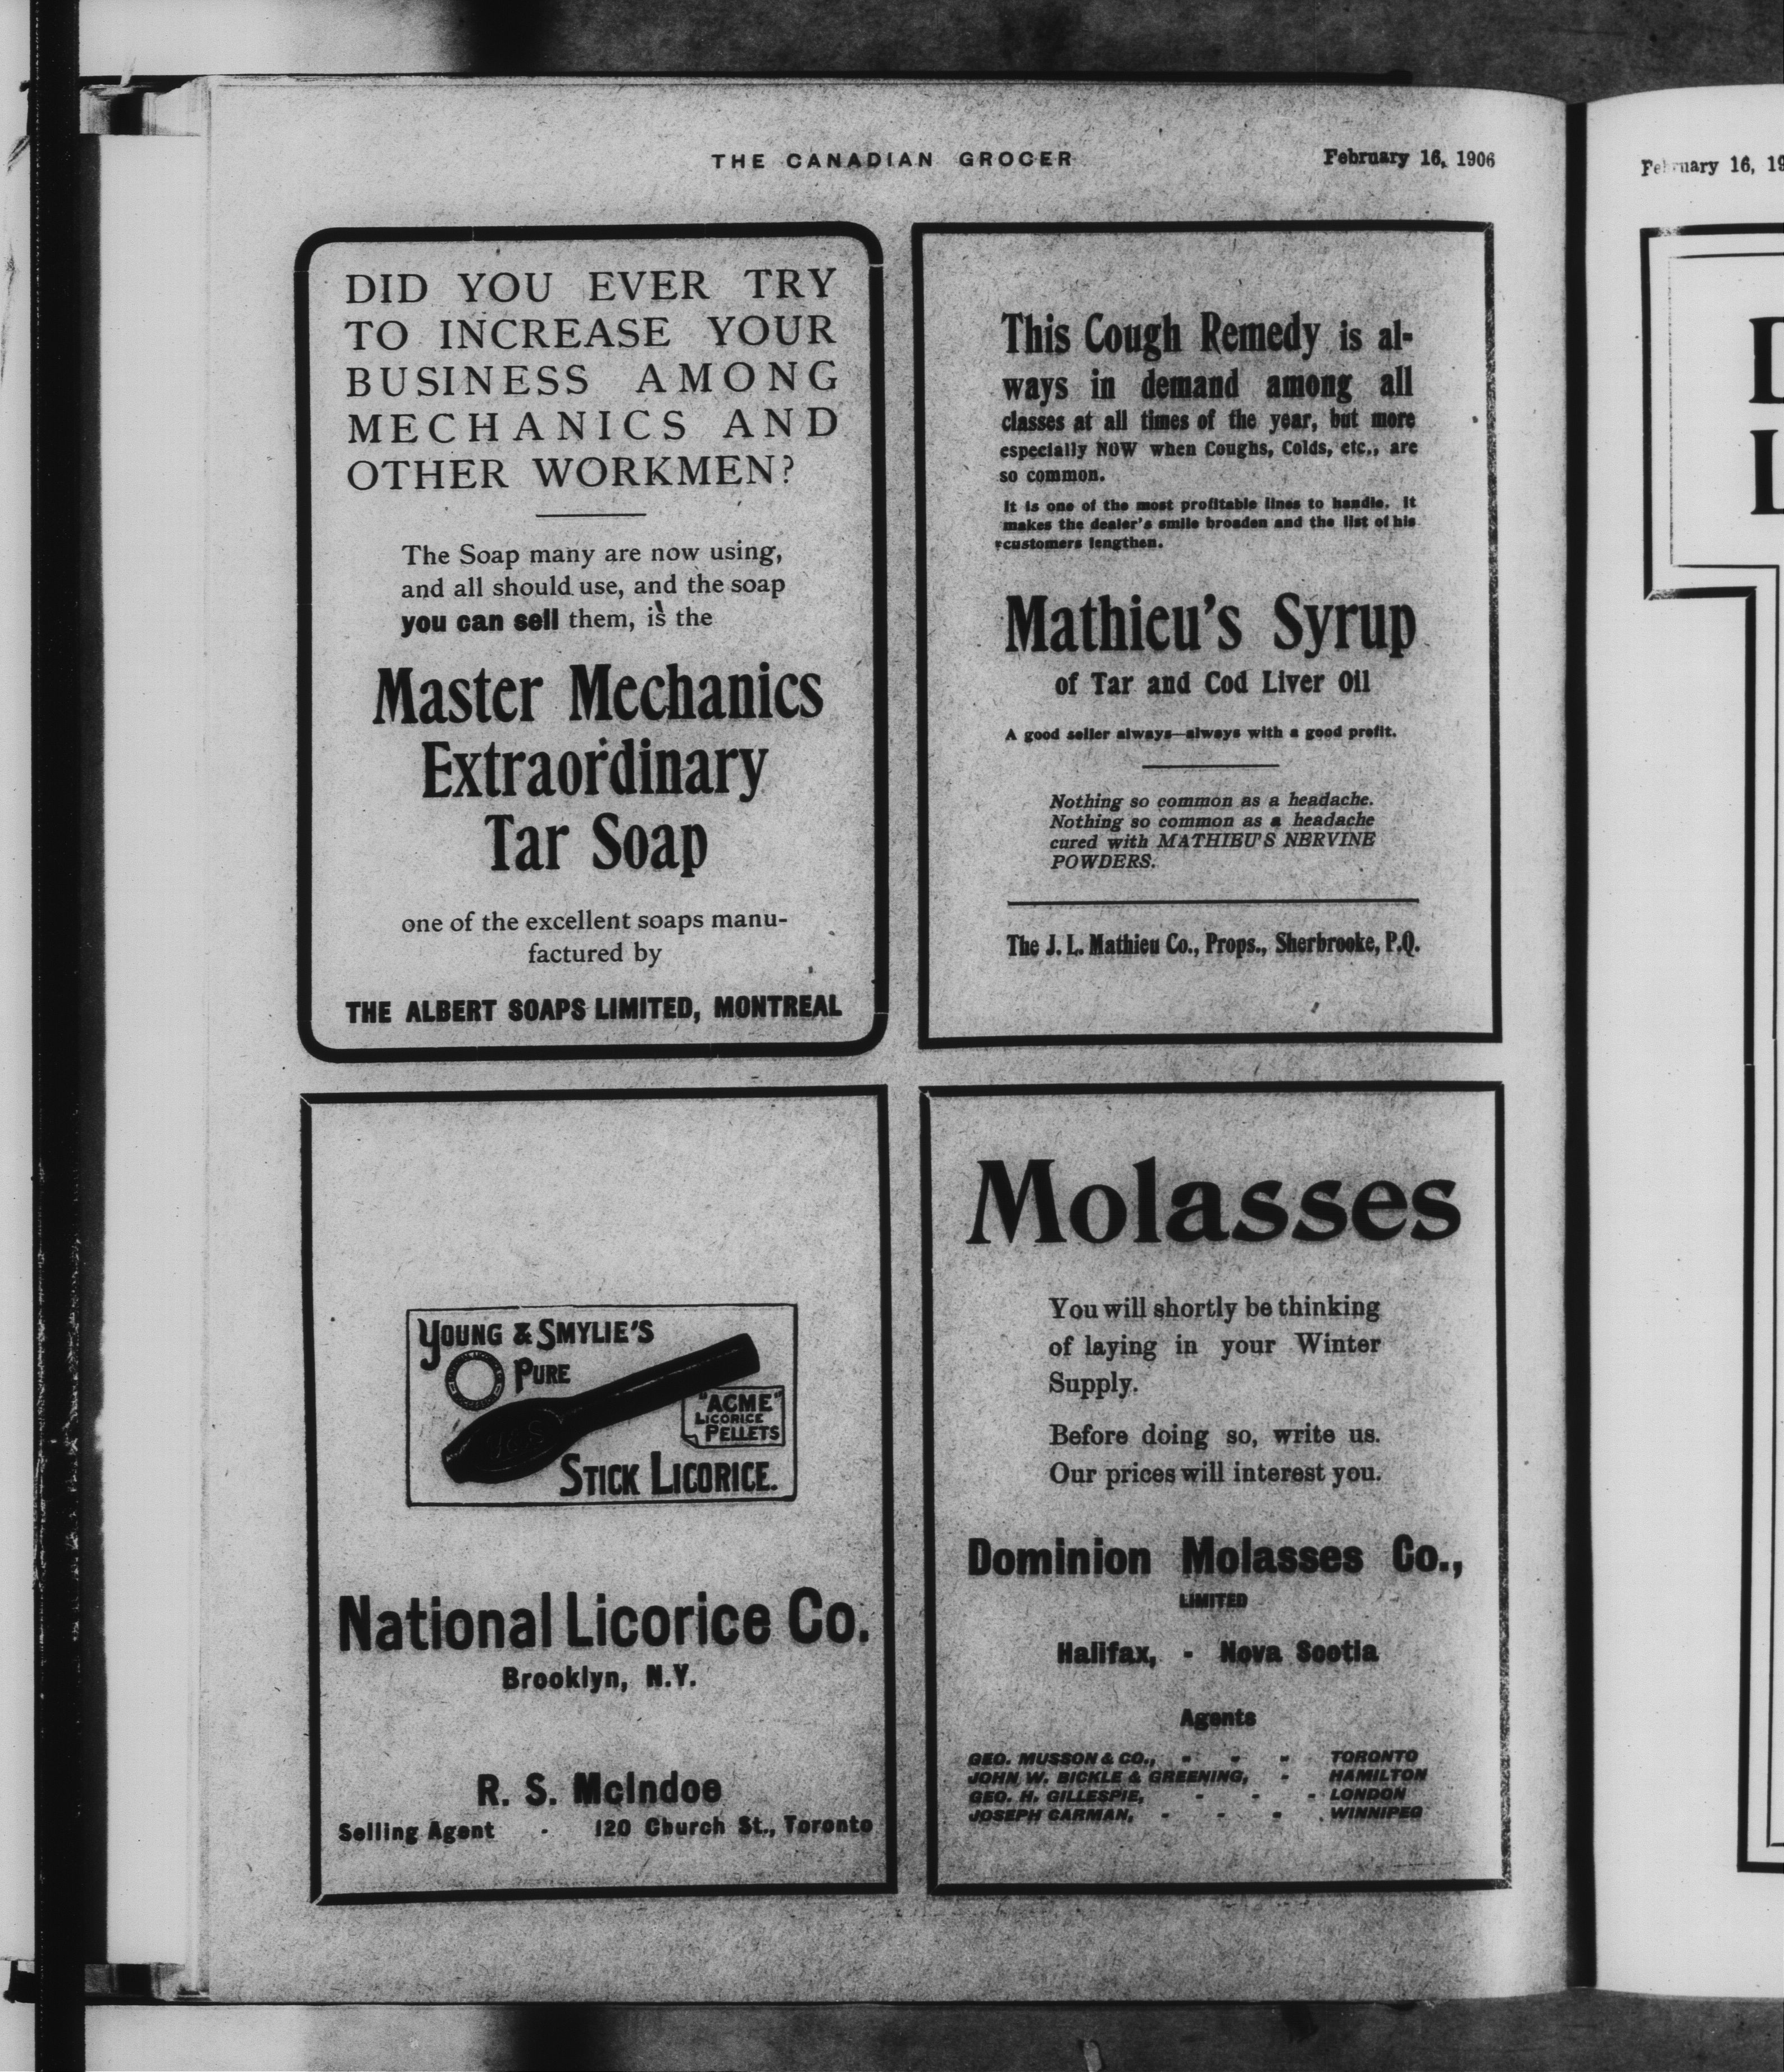 THE CANADIAN GROCER
February 16, 1906
DID YOU EVER TRY
TO INCREASE YOUR
BUSINESS AMONG
MECHANICS AND
OTHER WORKMEN?
The Soap many are now using,
and all should use, and the soap
you can sell them, is the
Master Mechanics
Extraordinary
Tar Soap
one of the excellent soaps manu-
factured by
THE ALBERT SOAPS LIMITED, MONTREAL
This Cough Remedy is al-
ways in demand among all
classes at all times of the year, but more
especially NOW when Coughs, Colds, etc., are
so common.
It is one of the most profitable lines to handle. It
makes the dealer's smile broaden and the list of his
customers lengthen.
Mathieu's Syrup
of Tar and Cod Liver Oil
A good seller always—always with a good profit.
Nothing so common as a headache.
Nothing so common as a headache
cured with MATHIEU'S NERVINE
POWDERS.
The J. L. Mathieu Co., Props., Sherbrooke, P.Q.
YOUNG & SMYLIE'S
PURE
"ACME"
LICORICE
PELLETS
Y&S
STICK LICORICE.
National Licorice Co.
Brooklyn, N.Y.
R. S. McIndoe
Selling Agent - 120 Church St., Toronto
Molasses
You will shortly be thinking
of laying in your Winter
Supply.
Before doing so, write us.
Our prices will interest you.
Dominion Molasses Co.,
LIMITED
Halifax, - Nova Scotia
Agents
GEO. MUSSON & CO., - - - TORONTO
JOHN W. BICKLE & GREENING, - HAMILTON
GEO. H. GILLESPIE, - - - LONDON
JOSEPH CARMAN, - - - WINNIPEG
February 16, 19